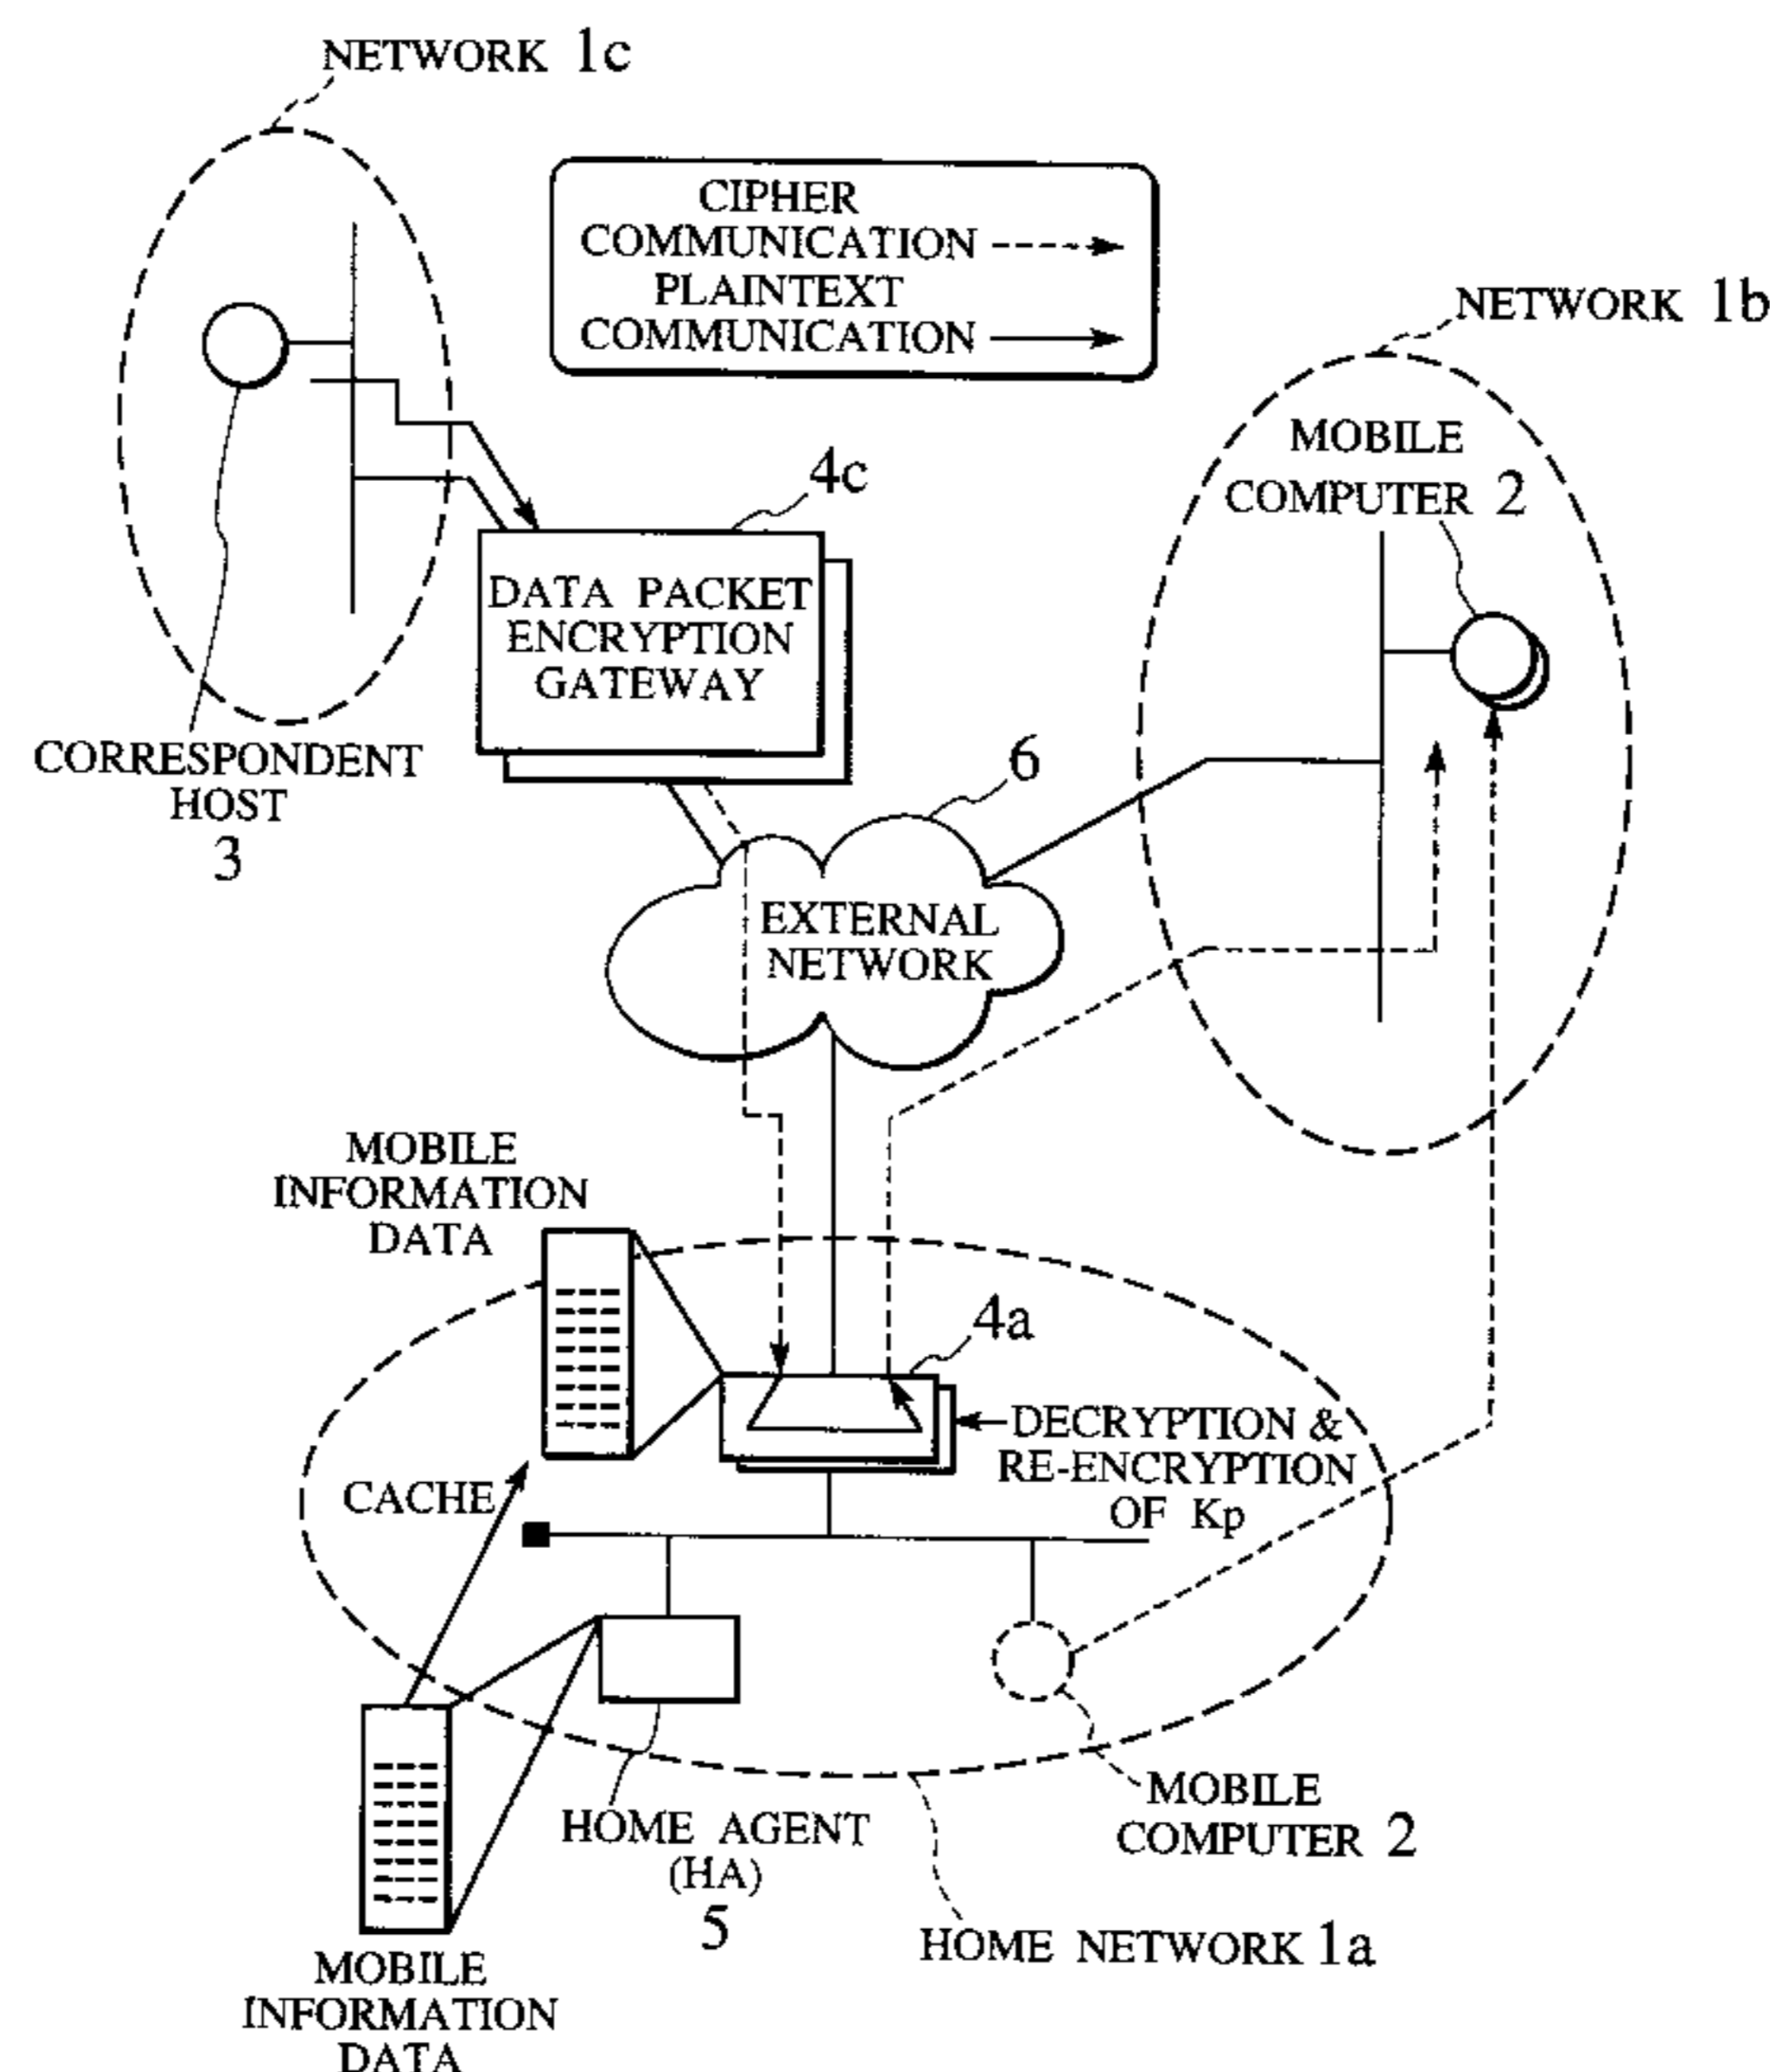 NETWORK 1c
CIPHER
COMMUNICATION
PLAINTEXT
COMMUNICATION
NETWORK 1b
MOBILE
COMPUTER 2
4c
DATA PACKET
ENCRYPTION
GATEWAY
CORRESPONDENT
HOST
3
6
EXTERNAL
NETWORK
MOBILE
INFORMATION
DATA
4a
DECRYPTION &
RE-ENCRYPTION
OF Kp
CACHE
HOME AGENT
(HA)
5
MOBILE
COMPUTER 2
HOME NETWORK 1a
MOBILE
INFORMATION
DATA